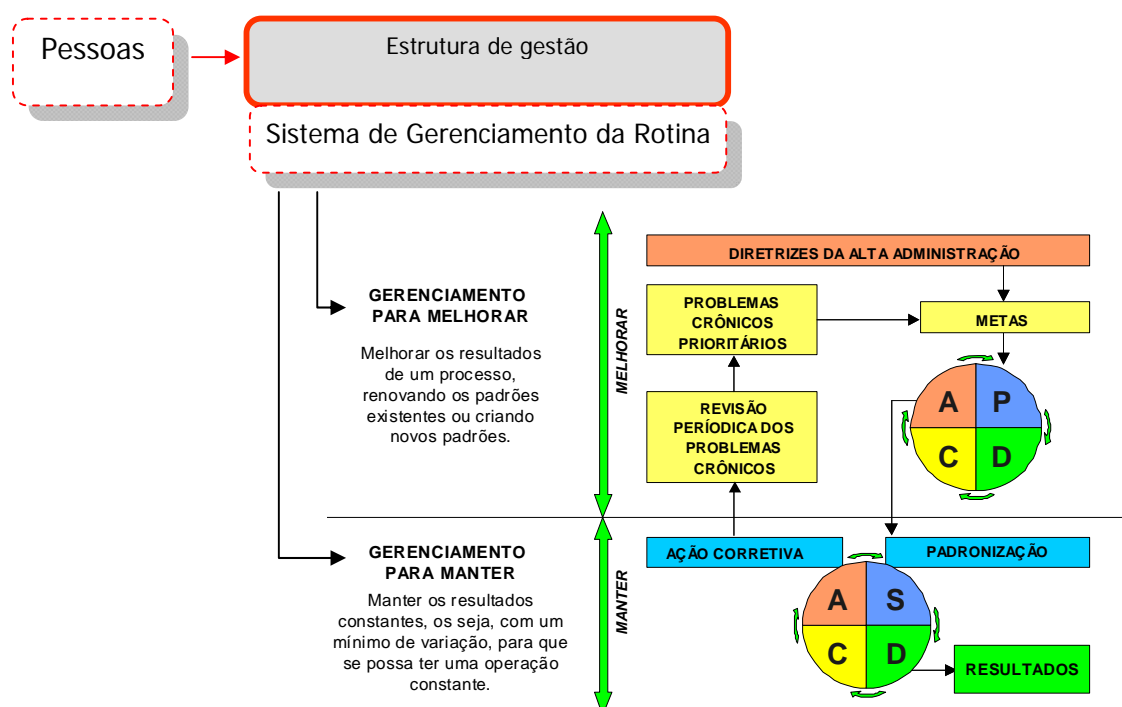 Pessoas
Estrutura de gestão
Sistema de Gerenciamento da Rotina
GERENCIAMENTO
PARA MELHORAR
Melhorar os resultados
de um processo,
renovando os padrões
existentes ou criando
novos padrões.
MELHORAR
DIRETRIZES DA ALTA ADMINISTRAÇÃO
PROBLEMAS
CRÔNICOS
PRIORITÁRIOS
METAS
REVISÃO
PERÍODICA DOS
PROBLEMAS
CRÔNICOS
A P
C D
GERENCIAMENTO
PARA MANTER
Manter os resultados
constantes, os seja, com um
mínimo de variação, para que
se possa ter uma operação
constante.
MANTER
AÇÃO CORRETIVA
PADRONIZAÇÃO
A S
C D
RESULTADOS